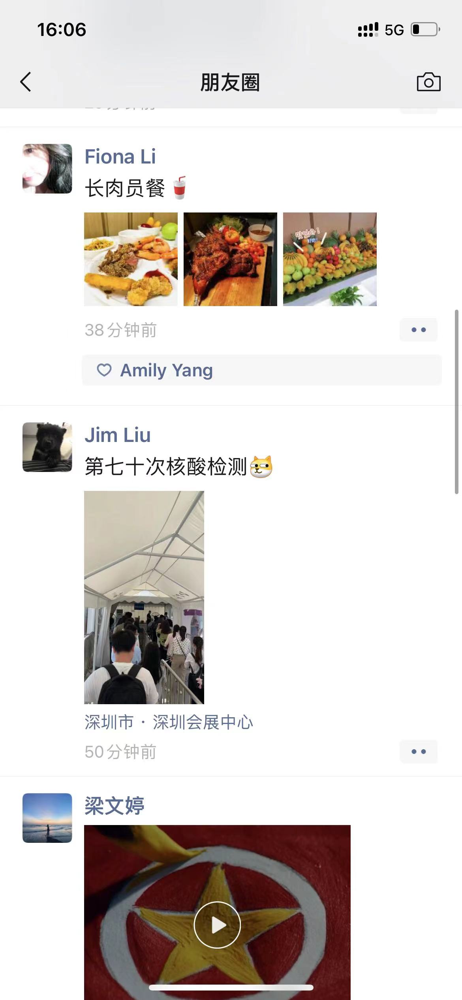 16:06
5G
朋友圈
Fiona Li
长肉员餐
38分钟前
Amily Yang
Jim Liu
第七十次核酸检测
深圳市 · 深圳会展中心
50分钟前
梁文婷